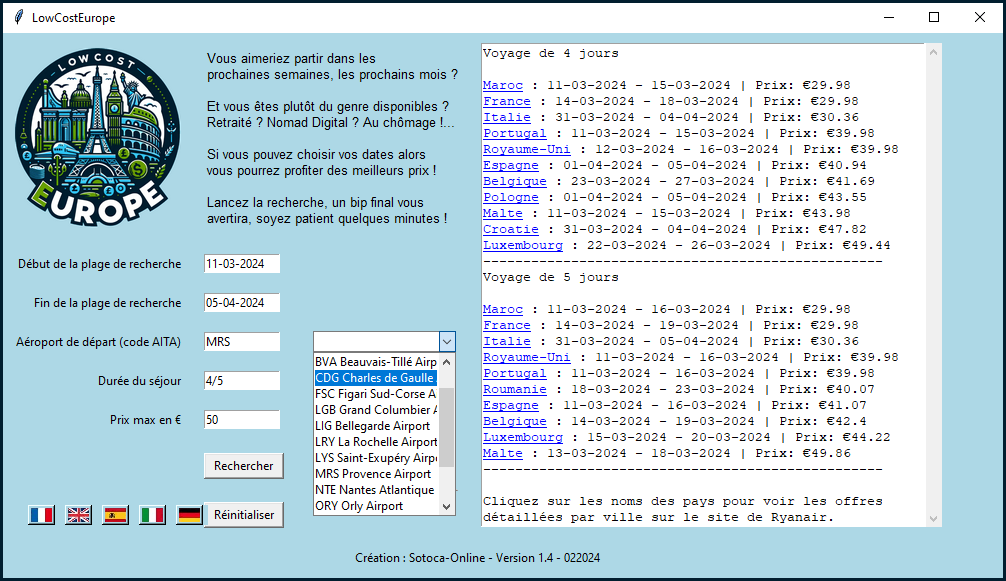 LowCostEurope
LOW COST
EUROPE
Vous aimeriez partir dans les
prochaines semaines, les prochains mois ?
Et vous êtes plutôt du genre disponibles ?
Retraité ? Nomad Digital ? Au chômage !...
Si vous pouvez choisir vos dates alors
vous pourrez profiter des meilleurs prix !
Lancez la recherche, un bip final vous
avertira, soyez patient quelques minutes !
Début de la plage de recherche 11-03-2024
Fin de la plage de recherche 05-04-2024
Aéroport de départ (code AITA) MRS
Durée du séjour 4/5
Prix max en € 50
Rechercher
Réinitialiser
BVA Beauvais-Tillé Airp
CDG Charles de Gaulle
FSC Figari Sud-Corse A
LGB Grand Columbier A
LIG Bellegarde Airport
LRY La Rochelle Airport
LYS Saint-Exupéry Airp
MRS Provence Airport
NTE Nantes Atlantique
ORY Orly Airport
Voyage de 4 jours
Maroc : 11-03-2024 - 15-03-2024 | Prix: €29.98
France : 14-03-2024 - 18-03-2024 | Prix: €29.98
Italie : 31-03-2024 - 04-04-2024 | Prix: €30.36
Portugal : 11-03-2024 - 15-03-2024 | Prix: €39.98
Royaume-Uni : 12-03-2024 - 16-03-2024 | Prix: €39.98
Espagne : 01-04-2024 - 05-04-2024 | Prix: €40.94
Belgique : 23-03-2024 - 27-03-2024 | Prix: €41.69
Pologne : 01-04-2024 - 05-04-2024 | Prix: €43.55
Malte : 11-03-2024 - 15-03-2024 | Prix: €43.98
Croatie : 31-03-2024 - 04-04-2024 | Prix: €47.82
Luxembourg : 22-03-2024 - 26-03-2024 | Prix: €49.44
--------------------------------------------------
Voyage de 5 jours
Maroc : 11-03-2024 - 16-03-2024 | Prix: €29.98
France : 14-03-2024 - 19-03-2024 | Prix: €29.98
Italie : 31-03-2024 - 05-04-2024 | Prix: €30.36
Royaume-Uni : 11-03-2024 - 16-03-2024 | Prix: €39.98
Portugal : 11-03-2024 - 16-03-2024 | Prix: €39.98
Roumanie : 18-03-2024 - 23-03-2024 | Prix: €40.07
Espagne : 11-03-2024 - 16-03-2024 | Prix: €41.07
Belgique : 14-03-2024 - 19-03-2024 | Prix: €42.4
Luxembourg : 15-03-2024 - 20-03-2024 | Prix: €44.22
Malte : 13-03-2024 - 18-03-2024 | Prix: €49.86
--------------------------------------------------
Cliquez sur les noms des pays pour voir les offres
détaillées par ville sur le site de Ryanair.
Création : Sotoca-Online - Version 1.4 - 022024